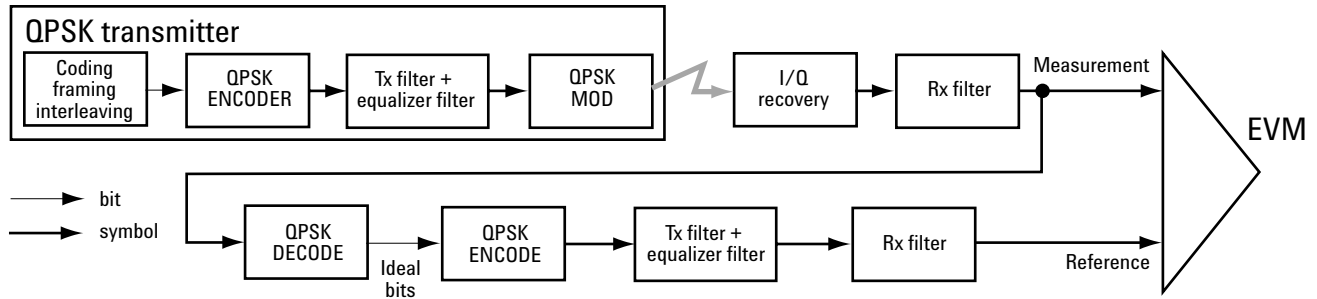 QPSK transmitter
Coding
framing
interleaving
QPSK
ENCODER
Tx filter +
equalizer filter
QPSK
MOD
I/Q
recovery
Rx filter
Measurement
EVM
bit
symbol
QPSK
DECODE
Ideal
bits
QPSK
ENCODE
Tx filter +
equalizer filter
Rx filter
Reference